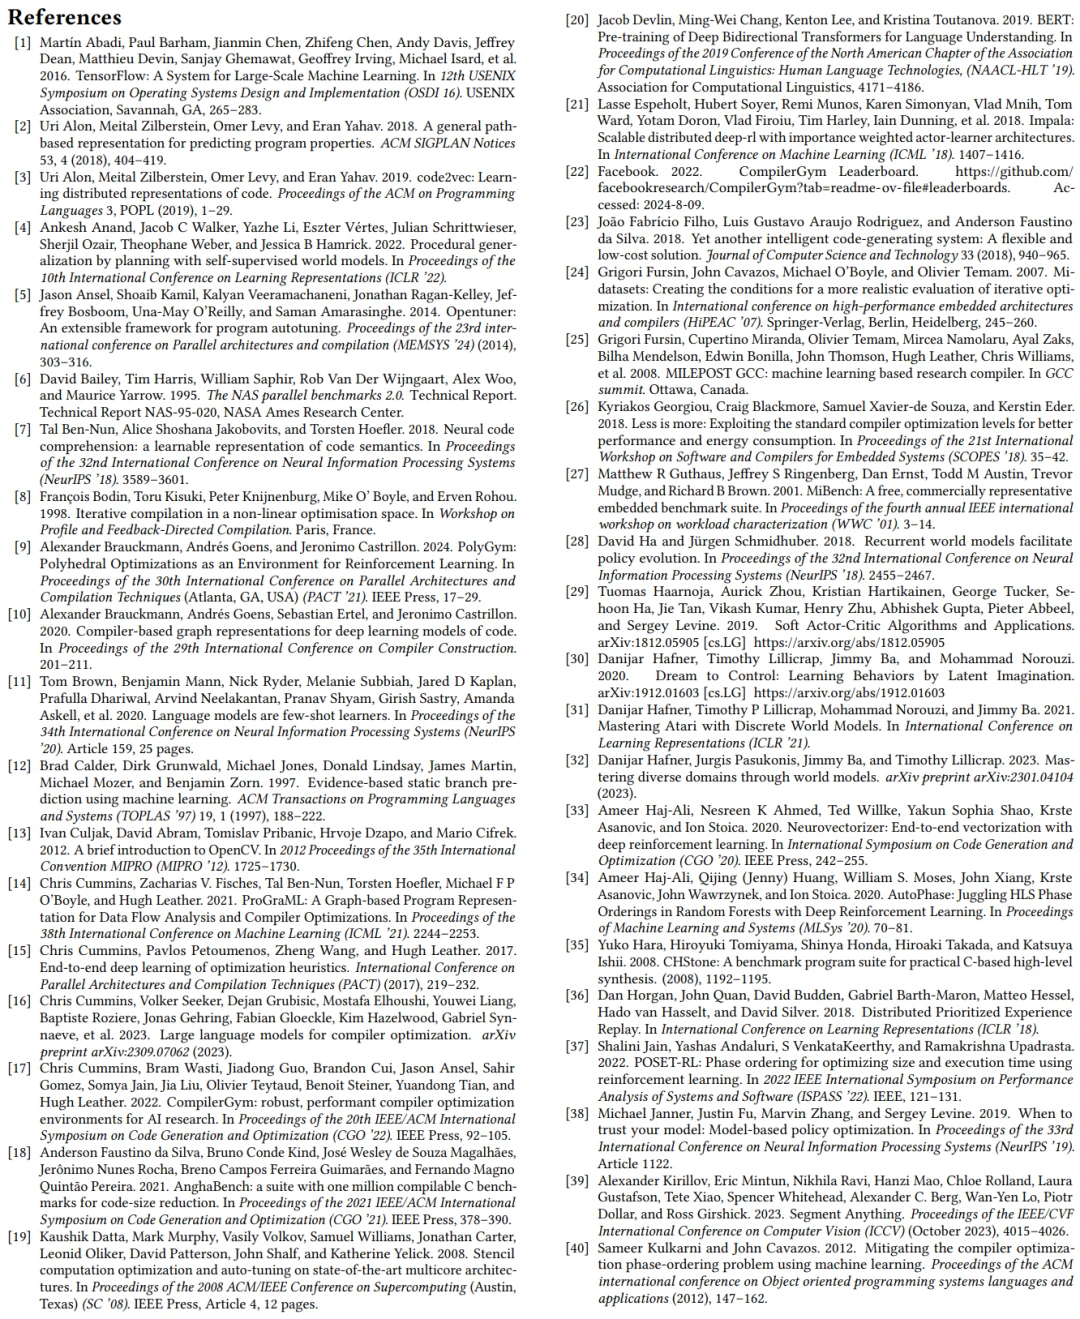 References
[1] Martín Abadi, Paul Barham, Jianmin Chen, Zhifeng Chen, Andy Davis, Jeffrey
Dean, Matthieu Devin, Sanjay Ghemawat, Geoffrey Irving, Michael Isard, et al.
2016. TensorFlow: A System for Large-Scale Machine Learning. In 12th USENIX
Symposium on Operating Systems Design and Implementation (OSDI 16). USENIX
Association, Savannah, GA, 265–283.
[2] Uri Alon, Meital Zilberstein, Omer Levy, and Eran Yahav. 2018. A general path-
based representation for predicting program properties. ACM SIGPLAN Notices
53, 4 (2018), 404–419.
[3] Uri Alon, Meital Zilberstein, Omer Levy, and Eran Yahav. 2019. code2vec: Learn-
ing distributed representations of code. Proceedings of the ACM on Programming
Languages 3, POPL (2019), 1–29.
[4] Ankesh Anand, Jacob C Walker, Yazhe Li, Eszter Vértes, Julian Schrittwieser,
Sherjil Ozair, Theophane Weber, and Jessica B Hamrick. 2022. Procedural gener-
alization by planning with self-supervised world models. In Proceedings of the
10th International Conference on Learning Representations (ICLR ’22).
[5] Jason Ansel, Shoaib Kamil, Kalyan Veeramachaneni, Jonathan Ragan-Kelley, Jef-
frey Bosboom, Una-May O’Reilly, and Saman Amarasinghe. 2014. Opentuner:
An extensible framework for program autotuning. Proceedings of the 23rd inter-
national conference on Parallel architectures and compilation (MEMSYS ’24) (2014),
303–316.
[6] David Bailey, Tim Harris, William Saphir, Rob Van Der Wijngaart, Alex Woo,
and Maurice Yarrow. 1995. The NAS parallel benchmarks 2.0. Technical Report.
Technical Report NAS-95-020, NASA Ames Research Center.
[7] Tal Ben-Nun, Alice Shoshana Jakobovits, and Torsten Hoefler. 2018. Neural code
comprehension: a learnable representation of code semantics. In Proceedings
of the 32nd International Conference on Neural Information Processing Systems
(NeurIPS ’18). 3589–3601.
[8] François Bodin, Toru Kisuki, Peter Knijnenburg, Mike O’ Boyle, and Erven Rohou.
1998. Iterative compilation in a non-linear optimisation space. In Workshop on
Profile and Feedback-Directed Compilation. Paris, France.
[9] Alexander Brauckmann, Andrés Goens, and Jeronimo Castrillon. 2024. PolyGym:
Polyhedral Optimizations as an Environment for Reinforcement Learning. In
Proceedings of the 30th International Conference on Parallel Architectures and
Compilation Techniques (Atlanta, GA, USA) (PACT ’21). IEEE Press, 17–29.
[10] Alexander Brauckmann, Andrés Goens, Sebastian Ertel, and Jeronimo Castrillon.
2020. Compiler-based graph representations for deep learning models of code.
In Proceedings of the 29th International Conference on Compiler Construction.
201–211.
[11] Tom Brown, Benjamin Mann, Nick Ryder, Melanie Subbiah, Jared D Kaplan,
Prafulla Dhariwal, Arvind Neelakantan, Pranav Shyam, Girish Sastry, Amanda
Askell, et al. 2020. Language models are few-shot learners. In Proceedings of the
34th International Conference on Neural Information Processing Systems (NeurIPS
’20). Article 159, 25 pages.
[12] Brad Calder, Dirk Grunwald, Michael Jones, Donald Lindsay, James Martin,
Michael Mozer, and Benjamin Zorn. 1997. Evidence-based static branch pre-
diction using machine learning. ACM Transactions on Programming Languages
and Systems (TOPLAS ’97) 19, 1 (1997), 188–222.
[13] Ivan Culjak, David Abram, Tomislav Pribanic, Hrvoje Dzapo, and Mario Cifrek.
2012. A brief introduction to OpenCV. In 2012 Proceedings of the 35th International
Convention MIPRO (MIPRO ’12). 1725–1730.
[14] Chris Cummins, Zacharias V. Fisches, Tal Ben-Nun, Torsten Hoefler, Michael F P
O’Boyle, and Hugh Leather. 2021. ProGraML: A Graph-based Program Represen-
tation for Data Flow Analysis and Compiler Optimizations. In Proceedings of the
38th International Conference on Machine Learning (ICML ’21). 2244–2253.
[15] Chris Cummins, Pavlos Petoumenos, Zheng Wang, and Hugh Leather. 2017.
End-to-end deep learning of optimization heuristics. International Conference on
Parallel Architectures and Compilation Techniques (PACT) (2017), 219–232.
[16] Chris Cummins, Volker Seeker, Dejan Grubisic, Mostafa Elhoushi, Youwei Liang,
Baptiste Roziere, Jonas Gehring, Fabian Gloeckle, Kim Hazelwood, Gabriel Syn-
naeve, et al. 2023. Large language models for compiler optimization. arXiv
preprint arXiv:2309.07062 (2023).
[17] Chris Cummins, Bram Wasti, Jiadong Guo, Brandon Cui, Jason Ansel, Sahir
Gomez, Somya Jain, Jia Liu, Olivier Teytaud, Benoit Steiner, Yuandong Tian, and
Hugh Leather. 2022. CompilerGym: robust, performant compiler optimization
environments for AI research. In Proceedings of the 20th IEEE/ACM International
Symposium on Code Generation and Optimization (CGO ’22). IEEE Press, 92–105.
[18] Anderson Faustino da Silva, Bruno Conde Kind, José Wesley de Souza Magalhães,
Jerônimo Nunes Rocha, Breno Campos Ferreira Guimarães, and Fernando Magno
Quintão Pereira. 2021. AnghaBench: a suite with one million compilable C bench-
marks for code-size reduction. In Proceedings of the 2021 IEEE/ACM International
Symposium on Code Generation and Optimization (CGO ’21). IEEE Press, 378–390.
[19] Kaushik Datta, Mark Murphy, Vasily Volkov, Samuel Williams, Jonathan Carter,
Leonid Oliker, David Patterson, John Shalf, and Katherine Yelick. 2008. Stencil
computation optimization and auto-tuning on state-of-the-art multicore architec-
tures. In Proceedings of the 2008 ACM/IEEE Conference on Supercomputing (Austin,
Texas) (SC ’08). IEEE Press, Article 4, 12 pages.
[20] Jacob Devlin, Ming-Wei Chang, Kenton Lee, and Kristina Toutanova. 2019. BERT:
Pre-training of Deep Bidirectional Transformers for Language Understanding. In
Proceedings of the 2019 Conference of the North American Chapter of the Association
for Computational Linguistics: Human Language Technologies, (NAACL-HLT ’19).
Association for Computational Linguistics, 4171–4186.
[21] Lasse Espeholt, Hubert Soyer, Remi Munos, Karen Simonyan, Vlad Mnih, Tom
Ward, Yotam Doron, Vlad Firoiu, Tim Harley, Iain Dunning, et al. 2018. Impala:
Scalable distributed deep-rl with importance weighted actor-learner architectures.
In International Conference on Machine Learning (ICML ’18). 1407–1416.
[22] Facebook. 2022. CompilerGym Leaderboard. https://github.com/
facebookresearch/CompilerGym?tab=readme-ov-file#leaderboards. Ac-
cessed: 2024-8-09.
[23] João Fabrício Filho, Luis Gustavo Araujo Rodriguez, and Anderson Faustino
da Silva. 2018. Yet another intelligent code-generating system: A flexible and
low-cost solution. Journal of Computer Science and Technology 33 (2018), 940–965.
[24] Grigori Fursin, John Cavazos, Michael O’Boyle, and Olivier Temam. 2007. Mi-
datasets: Creating the conditions for a more realistic evaluation of iterative opti-
mization. In International conference on high-performance embedded architectures
and compilers (HiPEAC ’07). Springer-Verlag, Berlin, Heidelberg, 245–260.
[25] Grigori Fursin, Cupertino Miranda, Olivier Temam, Mircea Namolaru, Ayal Zaks,
Bilha Mendelson, Edwin Bonilla, John Thomson, Hugh Leather, Chris Williams,
et al. 2008. MILEPOST GCC: machine learning based research compiler. In GCC
summit. Ottawa, Canada.
[26] Kyriakos Georgiou, Craig Blackmore, Samuel Xavier-de Souza, and Kerstin Eder.
2018. Less is more: Exploiting the standard compiler optimization levels for better
performance and energy consumption. In Proceedings of the 21st International
Workshop on Software and Compilers for Embedded Systems (SCOPES ’18). 35–42.
[27] Matthew R Guthaus, Jeffrey S Ringenberg, Dan Ernst, Todd M Austin, Trevor
Mudge, and Richard B Brown. 2001. MiBench: A free, commercially representative
embedded benchmark suite. In Proceedings of the fourth annual IEEE international
workshop on workload characterization (WWC ’01). 3–14.
[28] David Ha and Jürgen Schmidhuber. 2018. Recurrent world models facilitate
policy evolution. In Proceedings of the 32nd International Conference on Neural
Information Processing Systems (NeurIPS ’18). 2455–2467.
[29] Tuomas Haarnoja, Aurick Zhou, Kristian Hartikainen, George Tucker, Se-
hoon Ha, Jie Tan, Vikash Kumar, Henry Zhu, Abhishek Gupta, Pieter Abbeel,
and Sergey Levine. 2019. Soft Actor-Critic Algorithms and Applications.
arXiv:1812.05905 [cs.LG] https://arxiv.org/abs/1812.05905
[30] Danijar Hafner, Timothy Lillicrap, Jimmy Ba, and Mohammad Norouzi.
2020. Dream to Control: Learning Behaviors by Latent Imagination.
arXiv:1912.01603 [cs.LG] https://arxiv.org/abs/1912.01603
[31] Danijar Hafner, Timothy P Lillicrap, Mohammad Norouzi, and Jimmy Ba. 2021.
Mastering Atari with Discrete World Models. In International Conference on
Learning Representations (ICLR ’21).
[32] Danijar Hafner, Jurgis Pasukonis, Jimmy Ba, and Timothy Lillicrap. 2023. Mas-
tering diverse domains through world models. arXiv preprint arXiv:2301.04104
(2023).
[33] Ameer Haj-Ali, Nesreen K Ahmed, Ted Willke, Yakun Sophia Shao, Krste
Asanovic, and Ion Stoica. 2020. Neurovectorizer: End-to-end vectorization with
deep reinforcement learning. In International Symposium on Code Generation and
Optimization (CGO ’20). IEEE Press, 242–255.
[34] Ameer Haj-Ali, Qijing (Jenny) Huang, William S. Moses, John Xiang, Krste
Asanovic, John Wawrzynek, and Ion Stoica. 2020. AutoPhase: Juggling HLS Phase
Orderings in Random Forests with Deep Reinforcement Learning. In Proceedings
of Machine Learning and Systems (MLSys ’20). 70–81.
[35] Yuko Hara, Hiroyuki Tomiyama, Shinya Honda, Hiroaki Takada, and Katsuya
Ishii. 2008. CHStone: A benchmark program suite for practical C-based high-level
synthesis. (2008), 1192–1195.
[36] Dan Horgan, John Quan, David Budden, Gabriel Barth-Maron, Matteo Hessel,
Hado van Hasselt, and David Silver. 2018. Distributed Prioritized Experience
Replay. In International Conference on Learning Representations (ICLR ’18).
[37] Shalini Jain, Yashas Andaluri, S VenkataKeerthy, and Ramakrishna Upadrasta.
2022. POSET-RL: Phase ordering for optimizing size and execution time using
reinforcement learning. In 2022 IEEE International Symposium on Performance
Analysis of Systems and Software (ISPASS ’22). IEEE, 121–131.
[38] Michael Janner, Justin Fu, Marvin Zhang, and Sergey Levine. 2019. When to
trust your model: Model-based policy optimization. In Proceedings of the 33rd
International Conference on Neural Information Processing Systems (NeurIPS ’19).
Article 1122.
[39] Alexander Kirillov, Eric Mintun, Nikhila Ravi, Hanzi Mao, Chloe Rolland, Laura
Gustafson, Tete Xiao, Spencer Whitehead, Alexander C. Berg, Wan-Yen Lo, Piotr
Dollar, and Ross Girshick. 2023. Segment Anything. Proceedings of the IEEE/CVF
International Conference on Computer Vision (ICCV) (October 2023), 4015–4026.
[40] Sameer Kulkarni and John Cavazos. 2012. Mitigating the compiler optimiza-
tion phase-ordering problem using machine learning. Proceedings of the ACM
international conference on Object oriented programming systems languages and
applications (2012), 147–162.